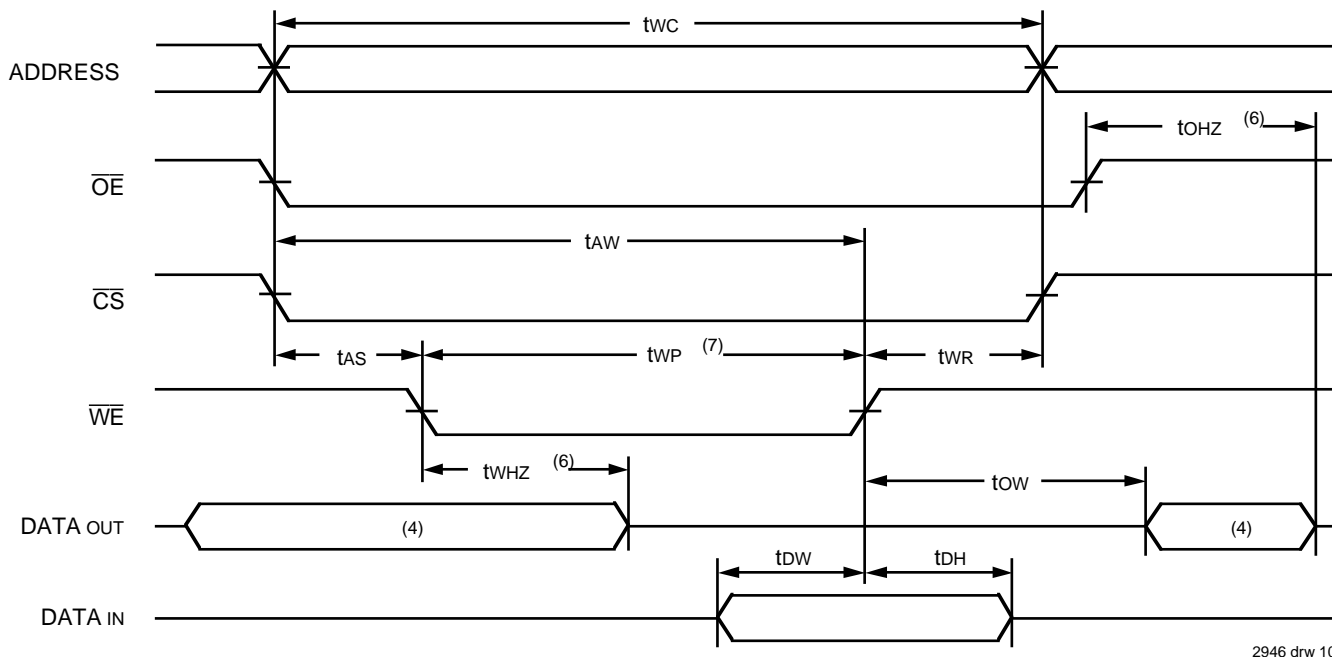 tWC
ADDRESS
tOHZ (6)
OE
tAW
CS
tAS
tWP (7)
tWR
WE
tWHZ (6)
tOW
DATA OUT
(4)
(4)
tDW
tDH
DATA IN
2946 drw 10